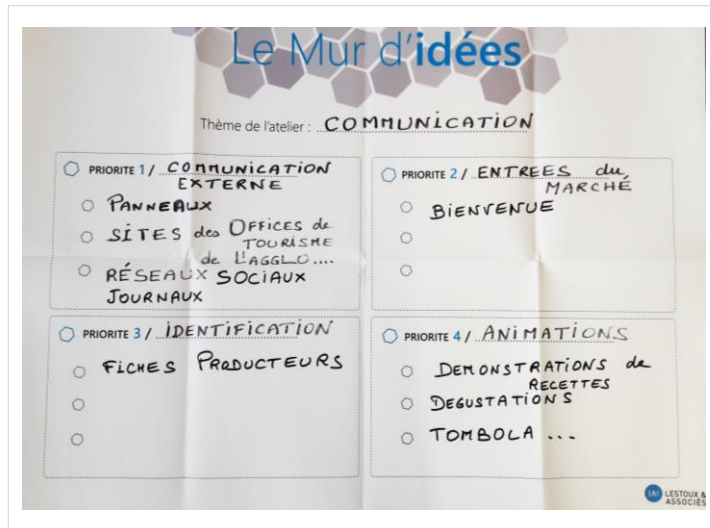 Le Mur d'idées
Thème de l'atelier : COMMUNICATION
PRIORITE 1 / COMMUNICATION
EXTERNE
PANNEAUX
SITES des OFFICES de
TOURISME
de L'AGGLO....
RÉSEAUX SOCIAUX
JOURNAUX
PRIORITE 2 / ENTREES du
MARCHÉ
BIENVENUE
PRIORITE 3 / IDENTIFICATION
FICHES PRODUCTEURS
PRIORITE 4 / ANIMATIONS
DEMONSTRATIONS de
RECETTES
DEGUSTATIONS
TOMBOLA ...
LA! LESTOUX &
ASSOCIÉS